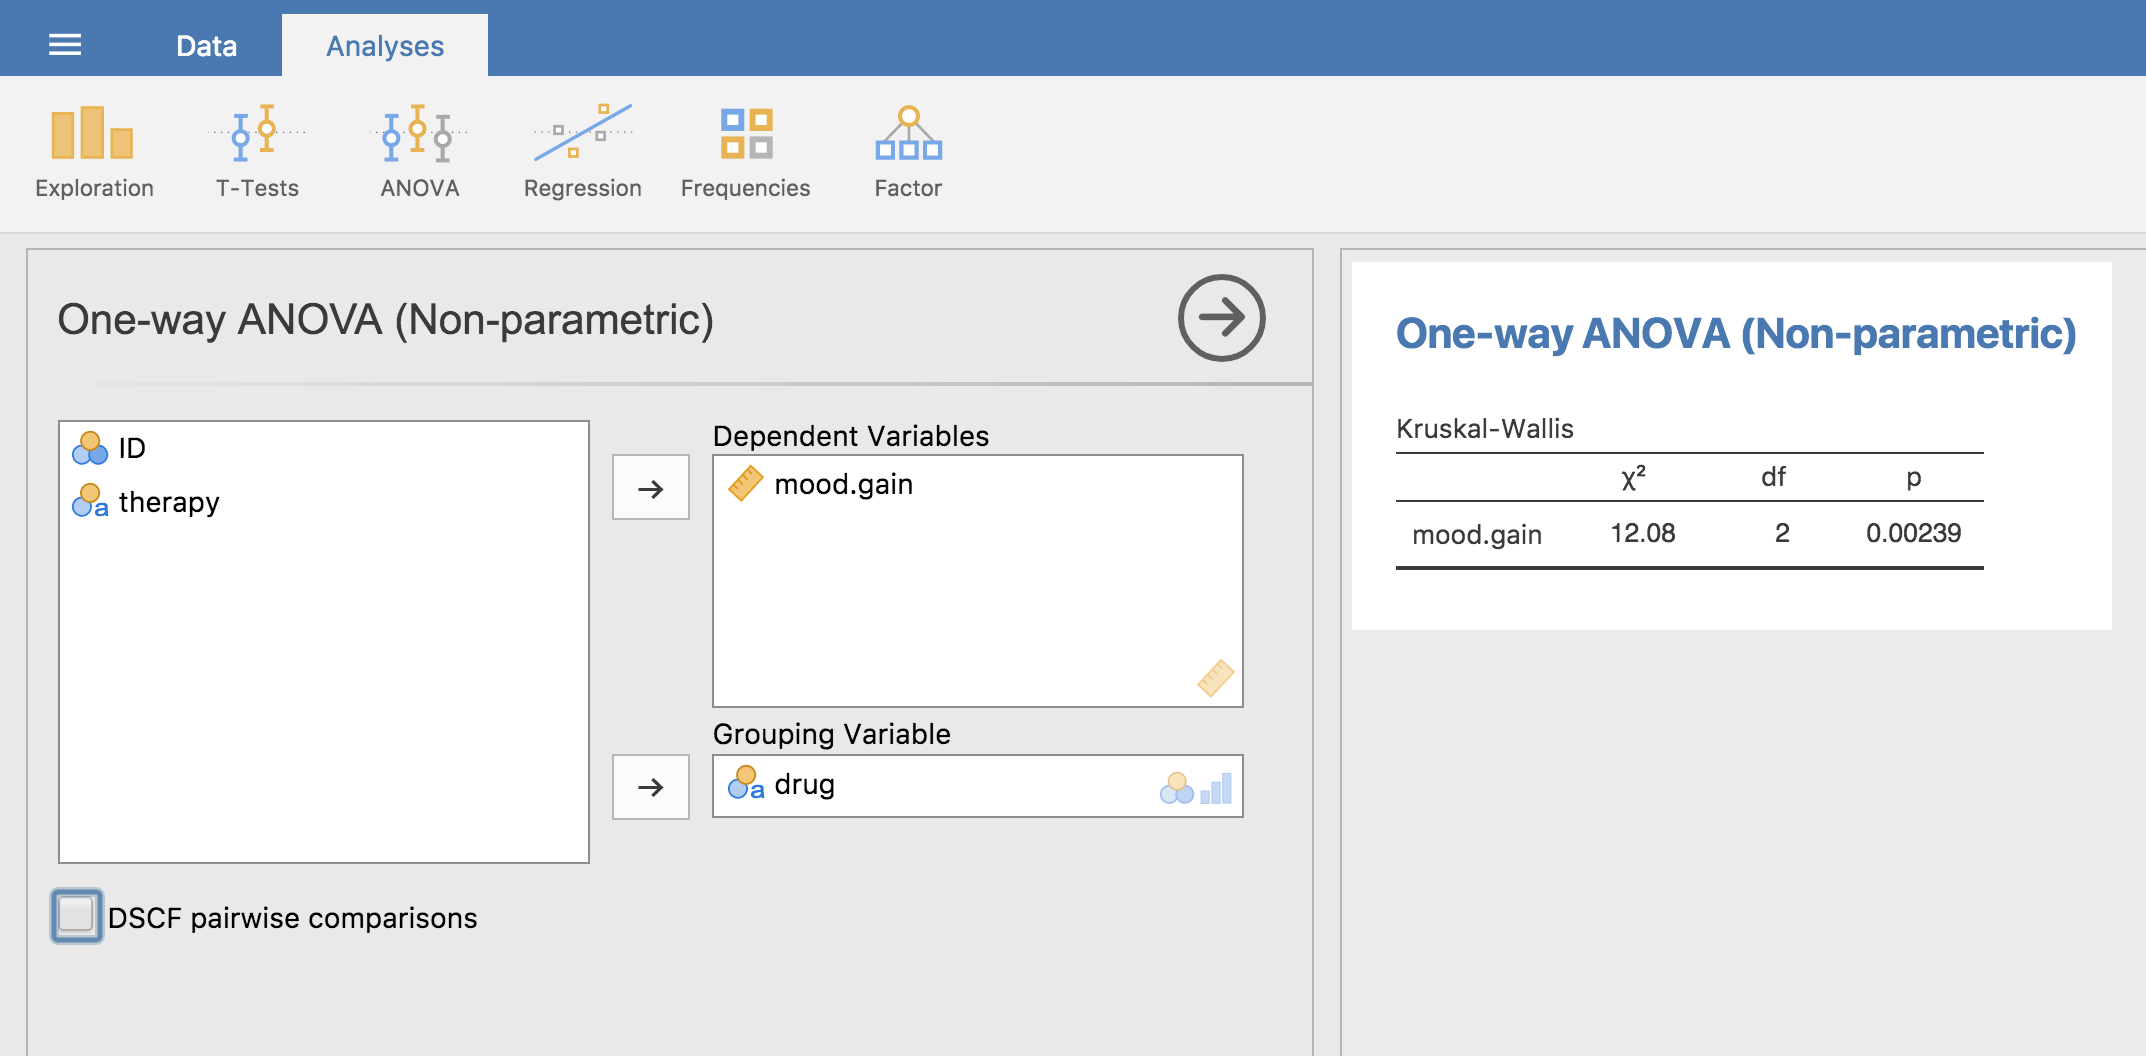 Data Analyses
Exploration T-Tests ANOVA Regression Frequencies Factor
One-way ANOVA (Non-parametric)
ID
therapy
Dependent Variables
mood.gain
Grouping Variable
a drug
DSCF pairwise comparisons
One-way ANOVA (Non-parametric)
Kruskal-Wallis
χ² df p
mood.gain 12.08 2 0.00239